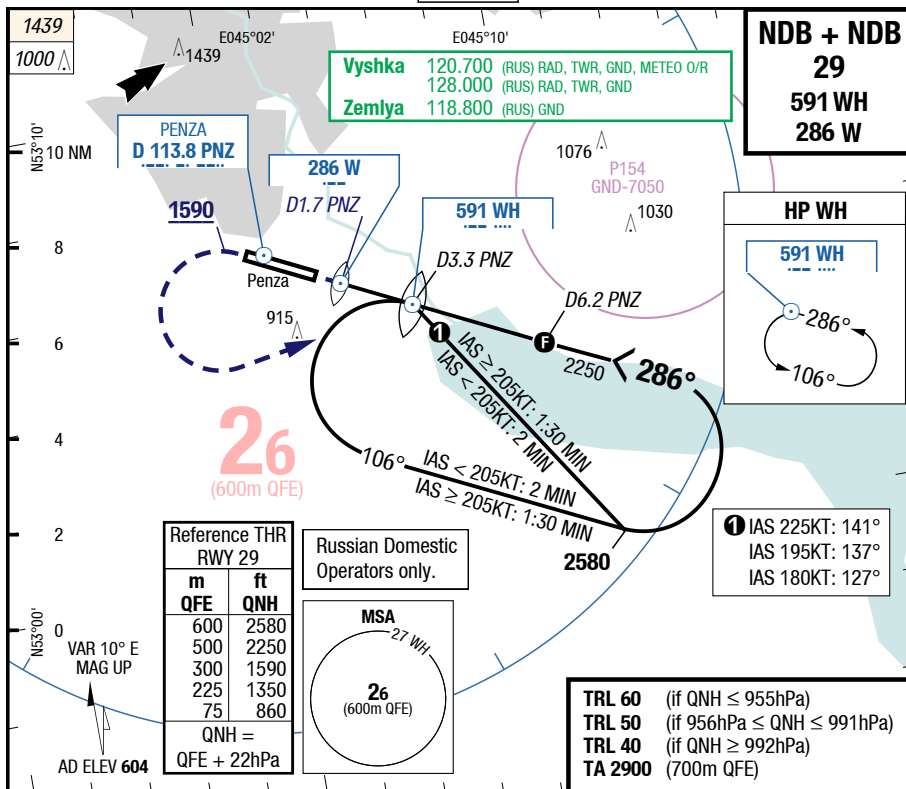 1439
1000
1439
E045°02'
E045°10'
Vyshka 120.700 (RUS) RAD, TWR, GND, METEO O/R
128.000 (RUS) RAD, TWR, GND
Zemlya 118.800 (RUS) GND
NDB + NDB
29
591 WH
286 W
N53°10'
10 NM
PENZA
D 113.8 PNZ
286 W
D1.7 PNZ
591 WH
D3.3 PNZ
1076
P154
GND-7050
1030
HP WH
591 WH
286°
106°
8
1590
Penza
D6.2 PNZ
915
6
1
F
2250
286°
IAS ≥ 205KT: 1:30 MIN
IAS < 205KT: 2 MIN
4
26
(600m QFE)
106°
IAS < 205KT: 2 MIN
IAS ≥ 205KT: 1:30 MIN
2
2580
1 IAS 225KT: 141°
IAS 195KT: 137°
IAS 180KT: 127°
Reference THR
RWY 29
m ft
QFE QNH
600 2580
500 2250
300 1590
225 1350
75 860
QNH =
QFE + 22hPa
Russian Domestic
Operators only.
MSA
27 WH
26
(600m QFE)
N53°00'
0
VAR 10° E
MAG UP
AD ELEV 604
TRL 60 (if QNH ≤ 955hPa)
TRL 50 (if 956hPa ≤ QNH ≤ 991hPa)
TRL 40 (if QNH ≥ 992hPa)
TA 2900 (700m QFE)